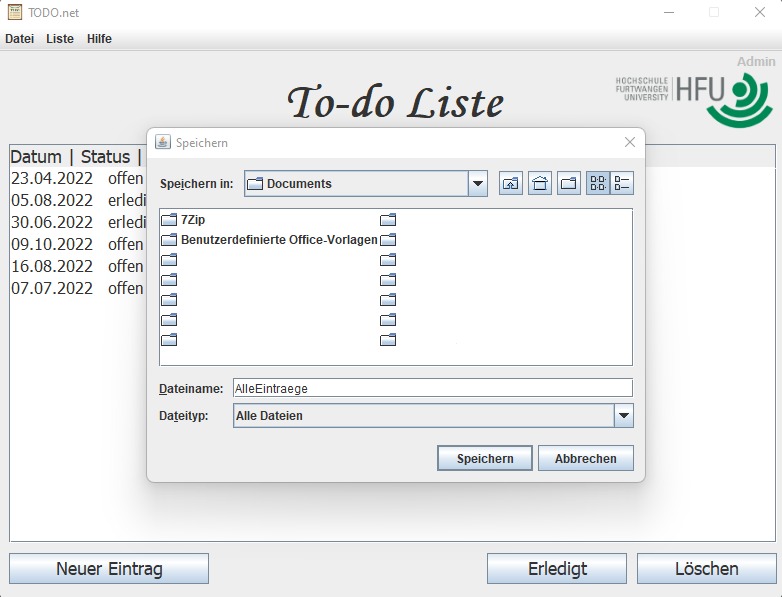 TODO.net
Datei Liste Hilfe
Admin
To-do Liste
HOCHSCHULE
FURTWANGEN
UNIVERSITY
HFU
Datum | Status |
23.04.2022 offen
05.08.2022 erledi
30.06.2022 erledi
09.10.2022 offen
16.08.2022 offen
07.07.2022 offen
Speichern
Speichern in: Documents
7Zip
Benutzerdefinierte Office-Vorlagen
Dateiname: AlleEintraege
Dateityp: Alle Dateien
Speichern Abbrechen
Neuer Eintrag Erledigt Löschen